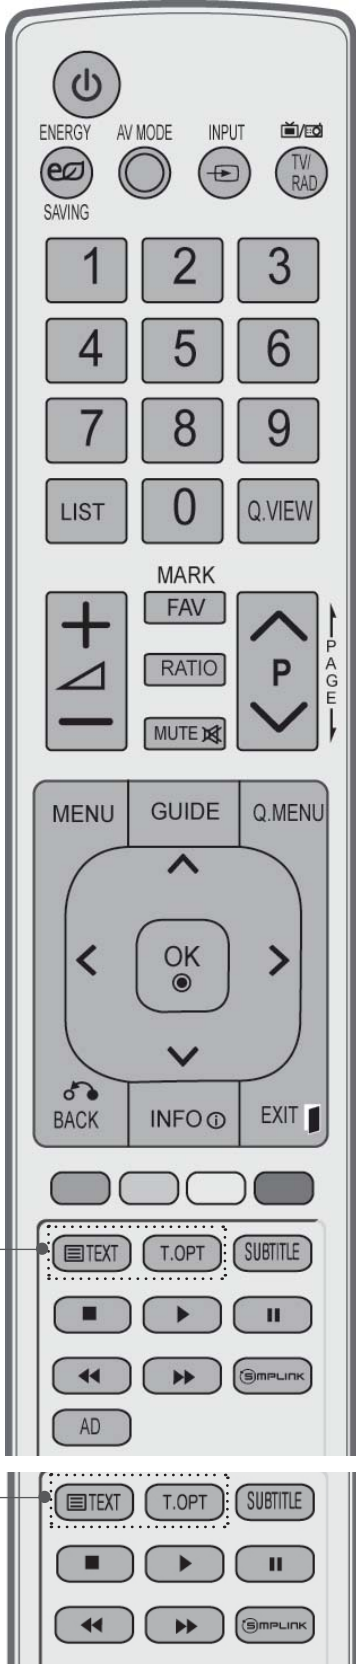 ENERGY AV MODE INPUT
TV/
RAD
SAVING
1 2 3
4 5 6
7 8 9
LIST 0 Q.VIEW
MARK
FAV
RATIO
MUTE
P
PAGE
MENU GUIDE Q.MENU
OK
BACK INFO EXIT
TEXT T.OPT SUBTITLE
SIMPLINK
AD
TEXT T.OPT SUBTITLE
SIMPLINK